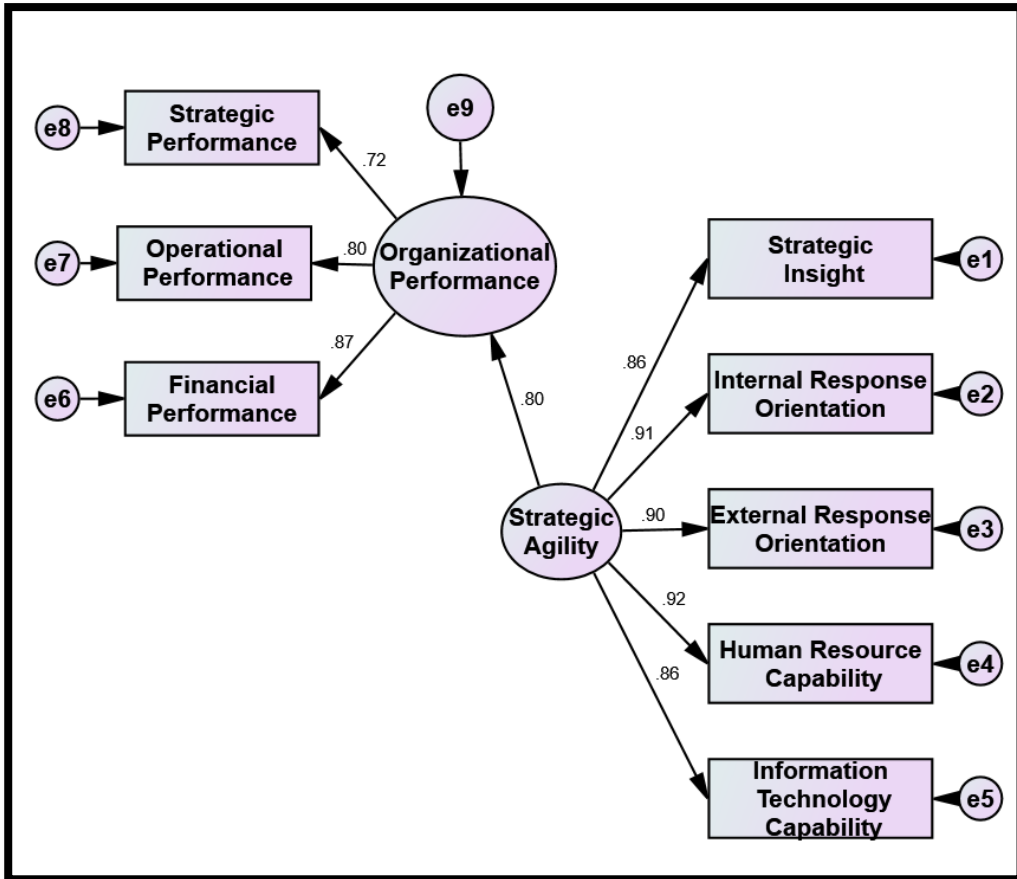 e8
Strategic
Performance
e9
.72
e7
Operational
Performance
.80
Organizational
Performance
Strategic
Insight
e1
.87
e6
Financial
Performance
.80
.86
Internal Response
Orientation
e2
.91
Strategic
Agility
.90
External Response
Orientation
e3
.92
Human Resource
Capability
e4
.86
Information
Technology
Capability
e5